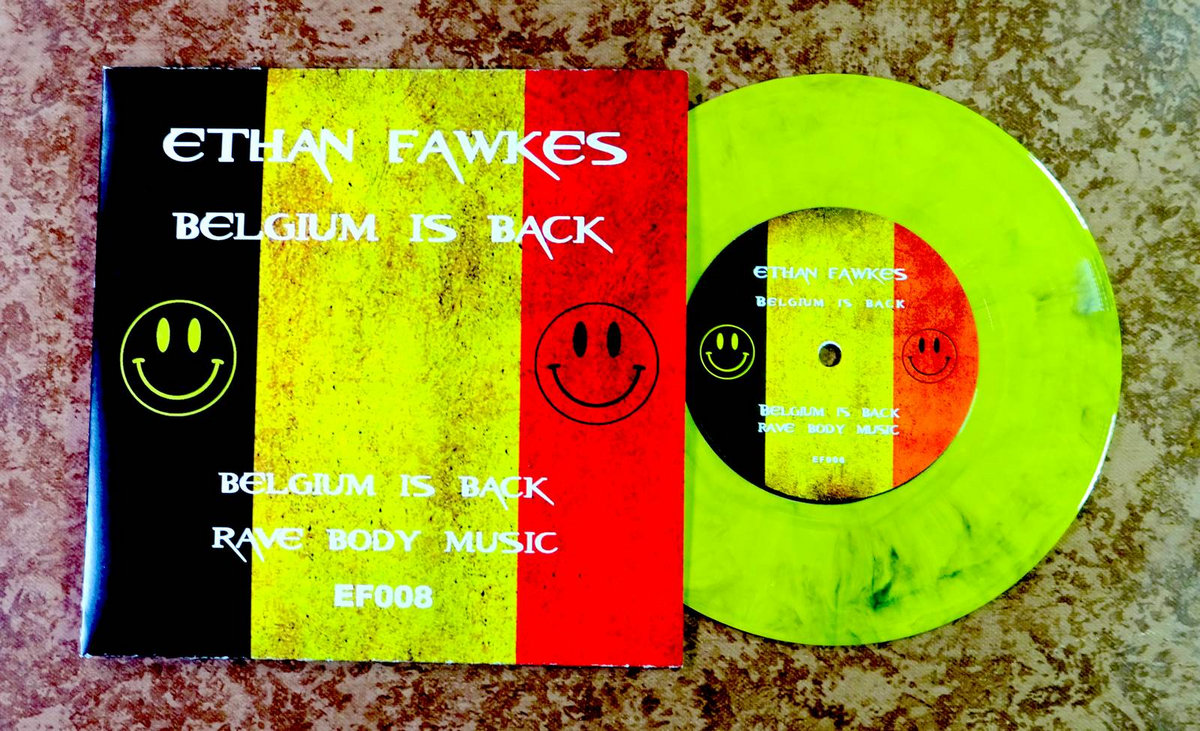 ETHAN FAWKES
BELGIUM IS BACK
BELGIUM IS BACK
RAVE BODY MUSIC
EF008
ETHAN FAWKES
BELGIUM IS BACK
BELGIUM IS BACK
RAVE BODY MUSIC
EF008